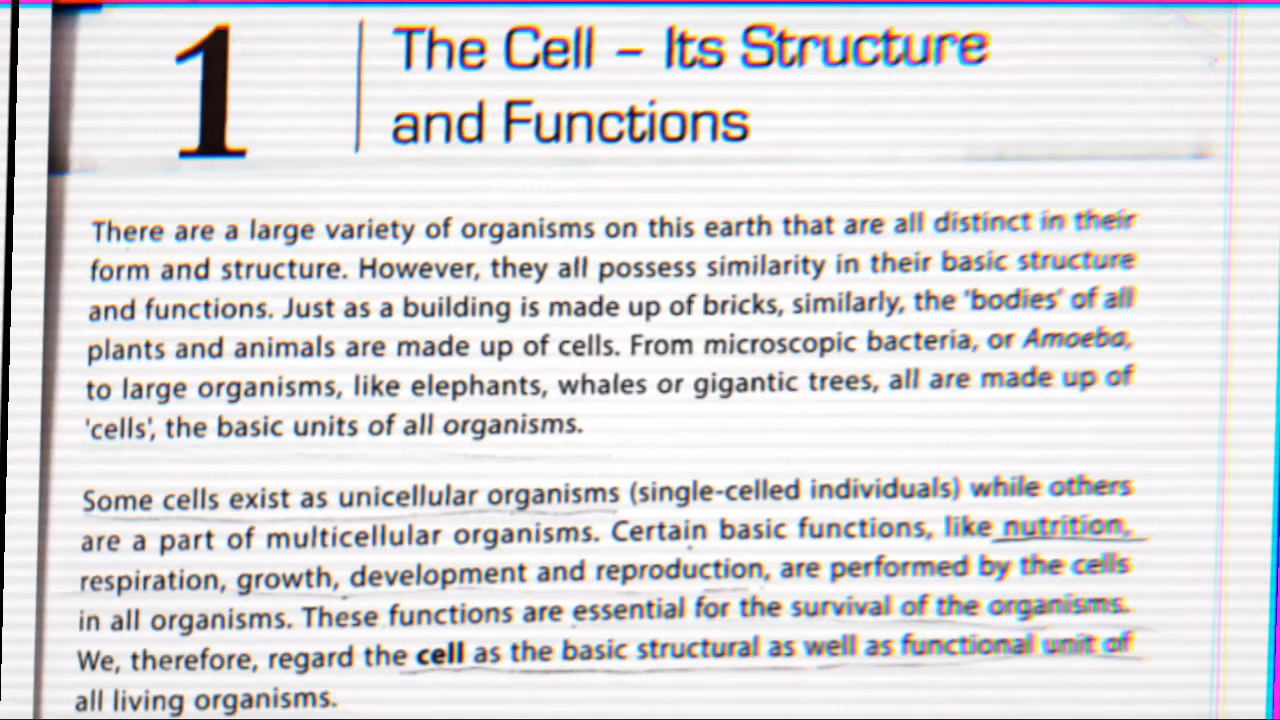 1
The Cell – Its Structure
and Functions
There are a large variety of organisms on this earth that are all distinct in their
form and structure. However, they all possess similarity in their basic structure
and functions. Just as a building is made up of bricks, similarly, the 'bodies' of all
plants and animals are made up of cells. From microscopic bacteria, or Amoeba,
to large organisms, like elephants, whales or gigantic trees, all are made up of
'cells', the basic units of all organisms.
Some cells exist as unicellular organisms (single-celled individuals) while others
are a part of multicellular organisms. Certain basic functions, like nutrition,
respiration, growth, development and reproduction, are performed by the cells
in all organisms. These functions are essential for the survival of the organisms.
We, therefore, regard the cell as the basic structural as well as functional unit of
all living organisms.